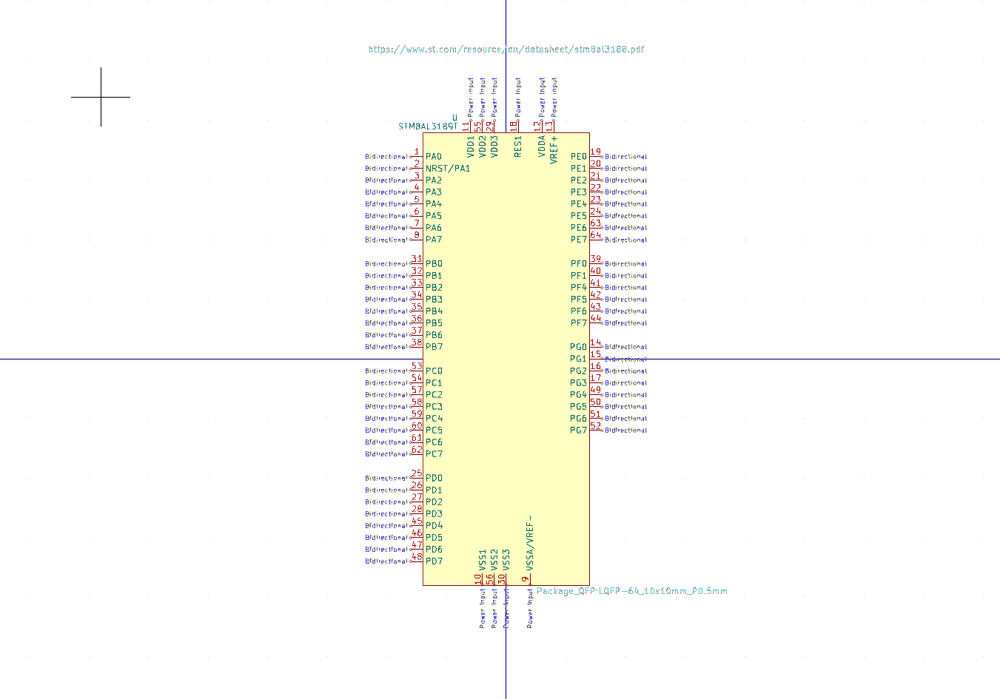 https://www.st.com/resource/en/datasheet/stm8al3188.pdf
Power Input Power Input Power Input Power Input Power Input Power Input
U
STM8AL3189T
11 55 29 18 12 13
VDD1 VDD2 VDD3 RES1 VDDA VREF+
Bidirectional 1 PA0 PE0 19 Bidirectional
Bidirectional 2 NRST/PA1 PE1 20 Bidirectional
Bidirectional 3 PA2 PE2 21 Bidirectional
Bidirectional 4 PA3 PE3 22 Bidirectional
Bidirectional 5 PA4 PE4 23 Bidirectional
Bidirectional 6 PA5 PE5 24 Bidirectional
Bidirectional 7 PA6 PE6 63 Bidirectional
Bidirectional 8 PA7 PE7 64 Bidirectional
Bidirectional 31 PB0 PF0 39 Bidirectional
Bidirectional 32 PB1 PF1 40 Bidirectional
Bidirectional 33 PB2 PF4 41 Bidirectional
Bidirectional 34 PB3 PF5 42 Bidirectional
Bidirectional 35 PB4 PF6 43 Bidirectional
Bidirectional 36 PB5 PF7 44 Bidirectional
Bidirectional 37 PB6
Bidirectional 38 PB7 PG0 14 Bidirectional
PG1 15 Bidirectional
Bidirectional 53 PC0 PG2 16 Bidirectional
Bidirectional 54 PC1 PG3 17 Bidirectional
Bidirectional 57 PC2 PG4 49 Bidirectional
Bidirectional 58 PC3 PG5 50 Bidirectional
Bidirectional 59 PC4 PG6 51 Bidirectional
Bidirectional 60 PC5 PG7 52 Bidirectional
Bidirectional 61 PC6
Bidirectional 62 PC7
Bidirectional 25 PD0
Bidirectional 26 PD1
Bidirectional 27 PD2
Bidirectional 28 PD3
Bidirectional 45 PD4
Bidirectional 46 PD5
Bidirectional 47 PD6
Bidirectional 48 PD7
VSS1 VSS2 VSS3 VSSA/VREF-
10 56 30 9
Package_QFP:LQFP-64_10x10mm_P0.5mm
Power Input Power Input Power Input Power Input